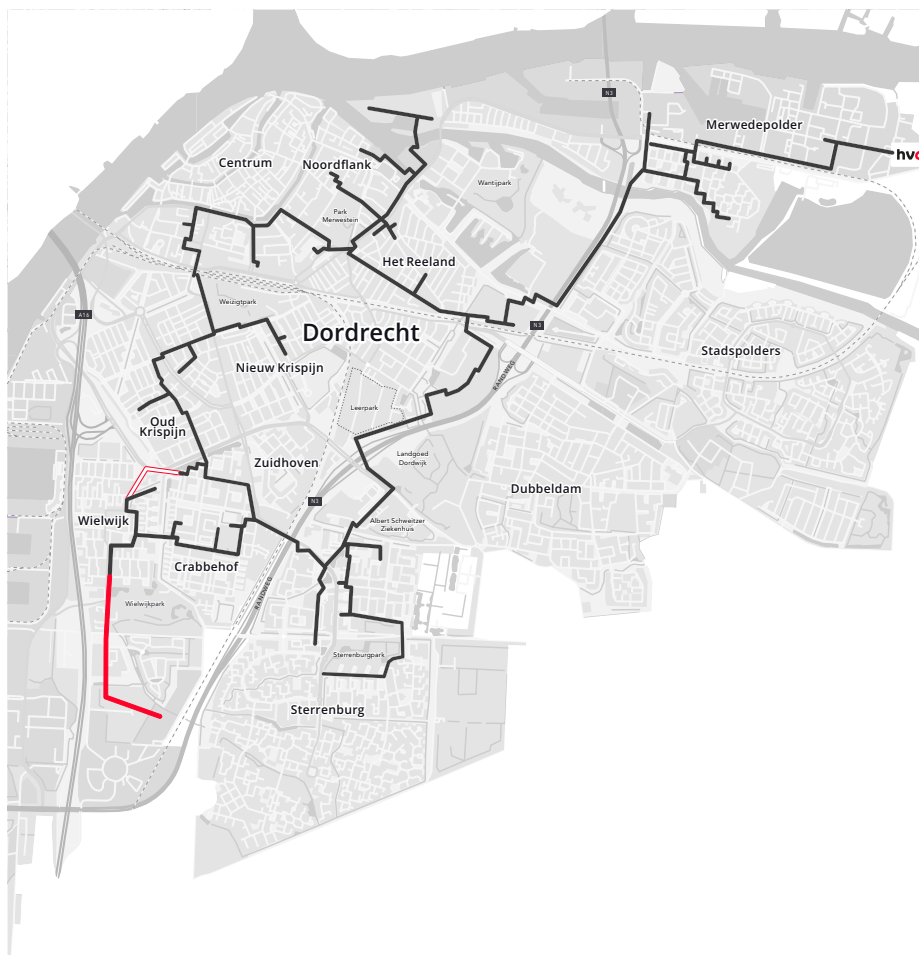 N3
Merwedepolder
hvc
Centrum
Noordflank
Wantijpark
Park
Merwestein
Het Reeland
Weizigtpark
A16
Dordrecht
N3
Stadspolders
Nieuw Krispijn
RANDWEG
Leerpark
Oud
Krispijn
Landgoed
Dordwijk
Zuidhoven
Dubbeldam
N3
Wielwijk
Albert Schweitzer
Ziekenhuis
Crabbehof
RANDWEG
Wielwijkpark
Sterrenburgpark
Sterrenburg